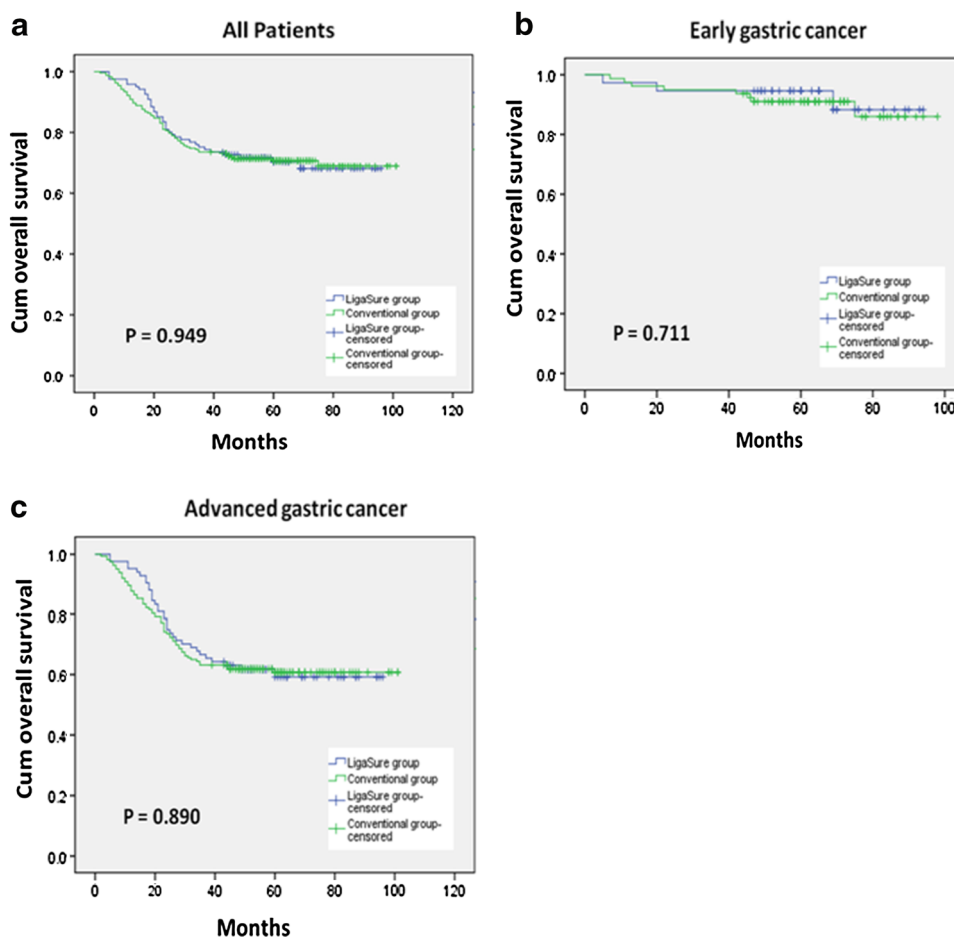 a
All Patients
Cum overall survival
1.0
0.8
0.6
0.4
0.2
0.0
LigaSure group
Conventional group
LigaSure group-
censored
Conventional group-
censored
P = 0.949
0 20 40 60 80 100 120
Months
b
Early gastric cancer
Cum overall survival
1.0
0.8
0.6
0.4
0.2
0.0
LigaSure group
Conventional group
LigaSure group-
censored
Conventional group-
censored
P = 0.711
0 20 40 60 80 100
Months
c
Advanced gastric cancer
Cum overall survival
1.0
0.8
0.6
0.4
0.2
0.0
LigaSure group
Conventional group
LigaSure group-
censored
Conventional group-
censored
P = 0.890
0 20 40 60 80 100 120
Months